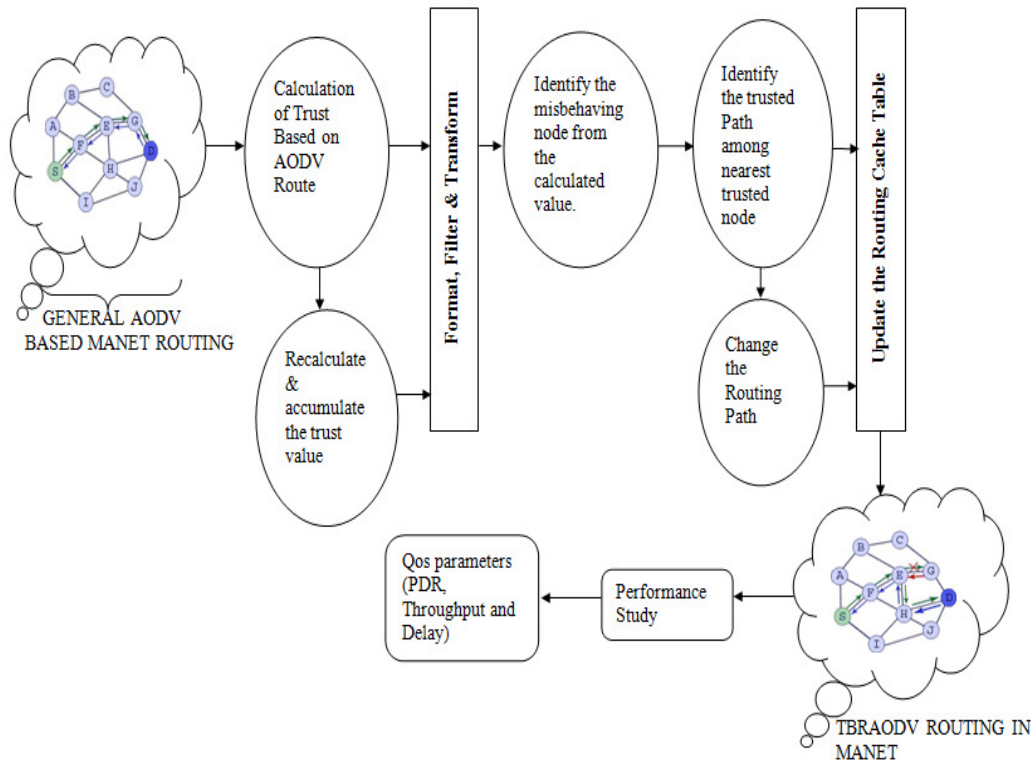 B
C
A
E
G
F
D
S
H
I
J
GENERAL AODV
BASED MANET ROUTING
Calculation
of Trust
Based on
AODV
Route
Recalculate
&
accumulate
the trust
value
Format, Filter & Transform
Identify the
misbehaving
node from
the
calculated
value.
Identify
the trusted
Path
among
nearest
trusted
node
Change
the
Routing
Path
Update the Routing Cache Table
B
C
A
E
G
F
D
S
H
I
J
TBRAODV ROUTING IN
MANET
Performance
Study
Qos parameters
(PDR,
Throughput and
Delay)